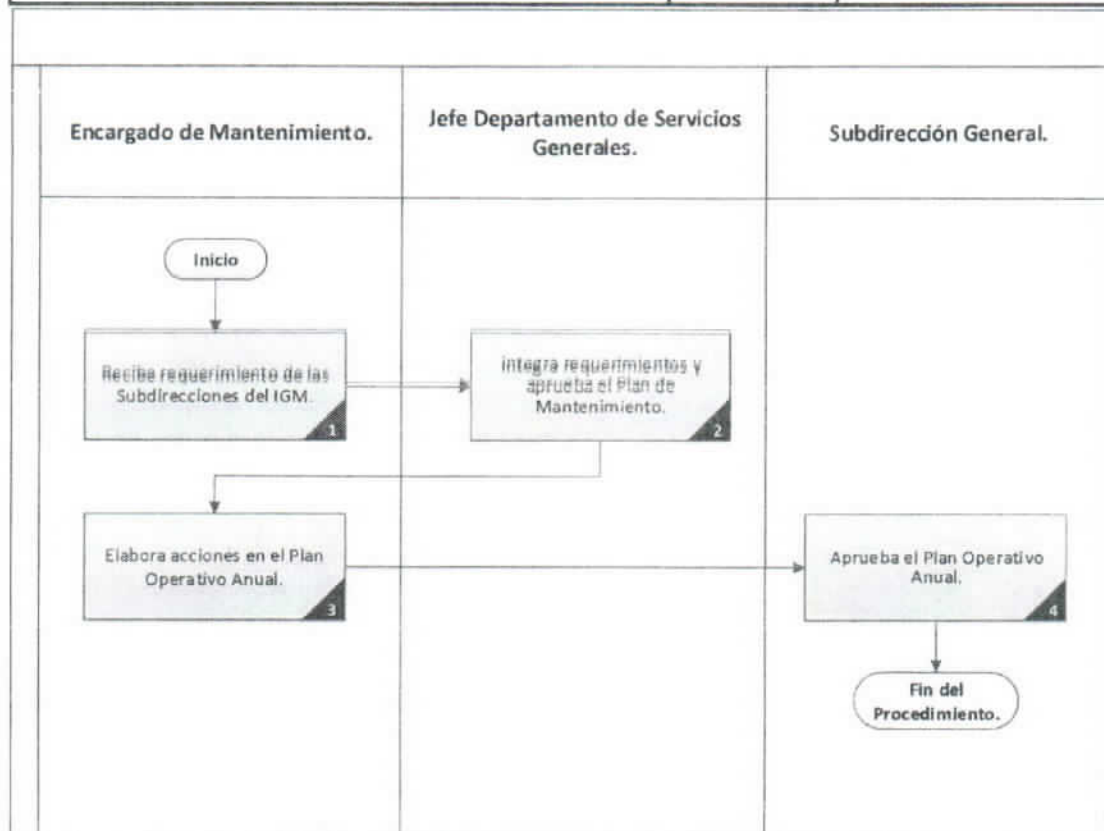 Encargado de Mantenimiento.
Jefe Departamento de Servicios
Generales.
Subdirección General.
Inicio
Recibe requerimiento de las
Subdirecciones del IGM.
1
Integra requerimientos y
aprueba el Plan de
Mantenimiento.
2
Elabora acciones en el Plan
Operativo Anual.
3
Aprueba el Plan Operativo
Anual.
4
Fin del
Procedimiento.